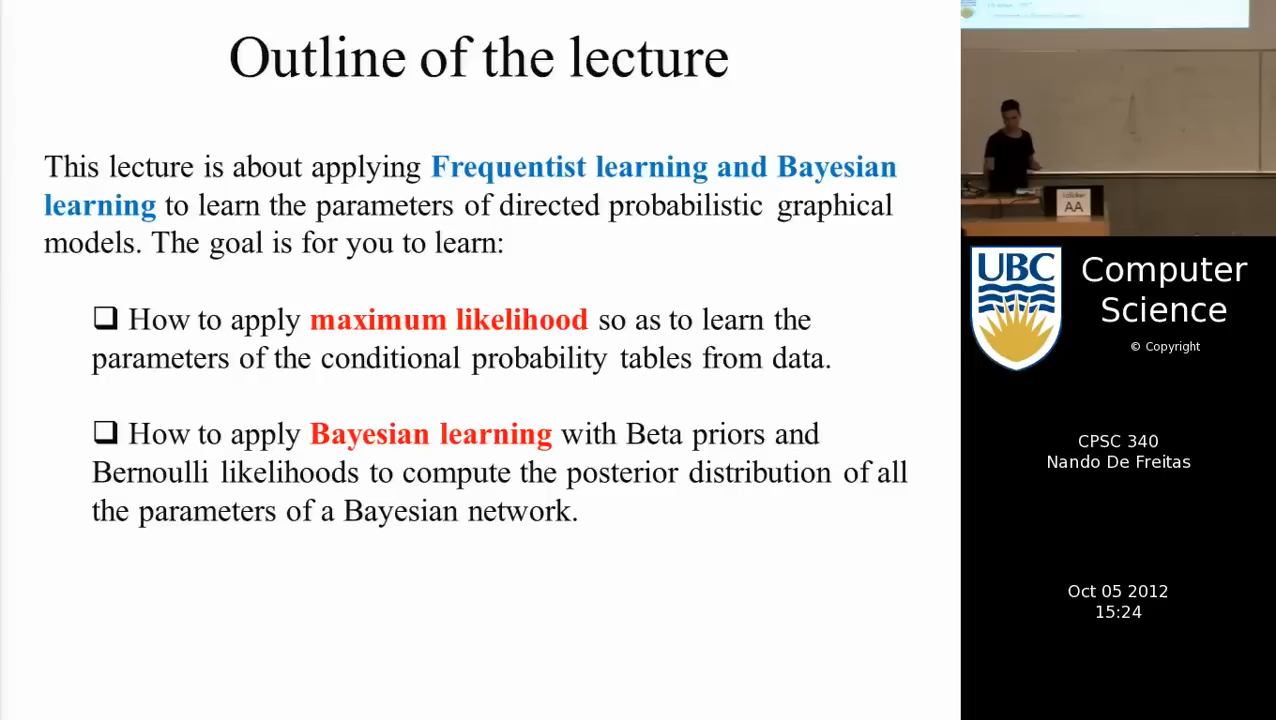 Outline of the lecture
This lecture is about applying Frequentist learning and Bayesian
learning to learn the parameters of directed probabilistic graphical
models. The goal is for you to learn:
❑ How to apply maximum likelihood so as to learn the
parameters of the conditional probability tables from data.
❑ How to apply Bayesian learning with Beta priors and
Bernoulli likelihoods to compute the posterior distribution of all
the parameters of a Bayesian network.
AA
UBC
Computer
Science
© Copyright
CPSC 340
Nando De Freitas
Oct 05 2012
15:24